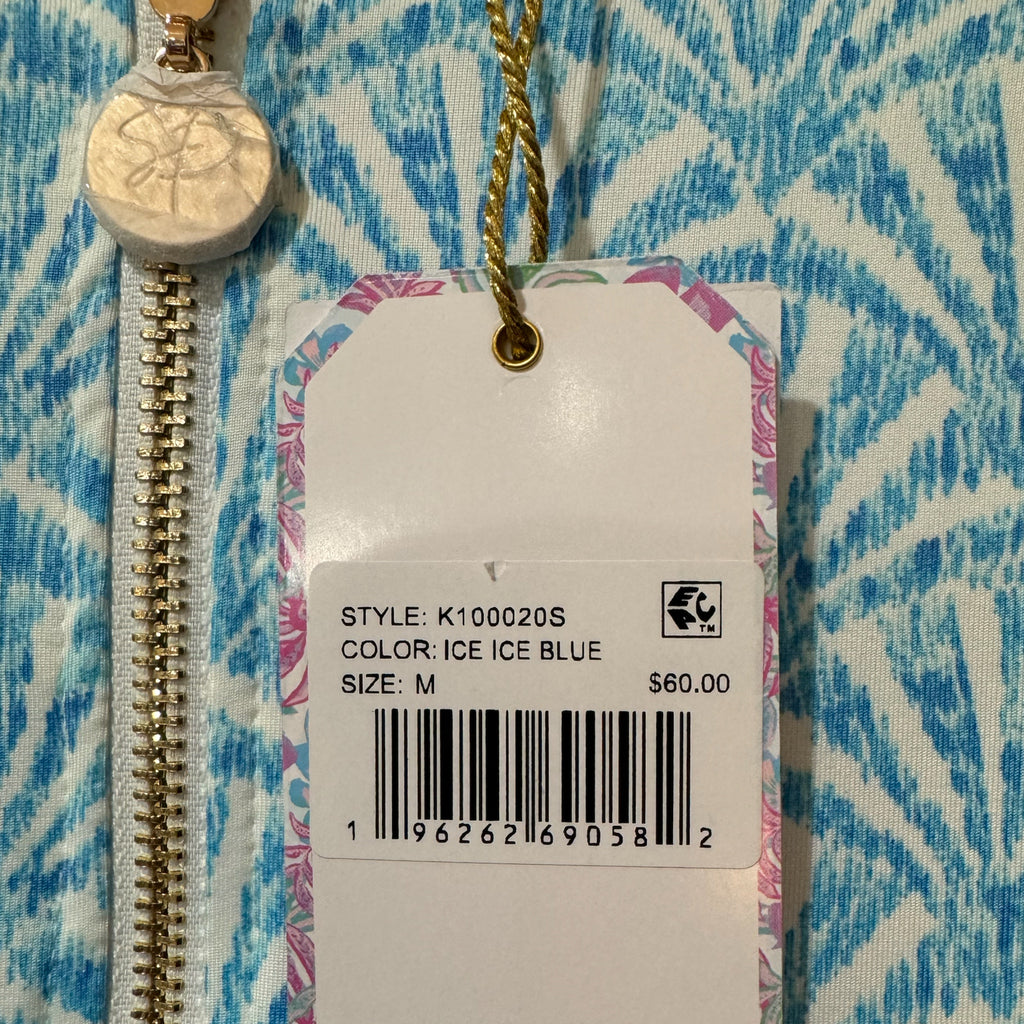 STYLE: K100020S
COLOR: ICE ICE BLUE
SIZE: M
$60.00
1 96262 69058 2